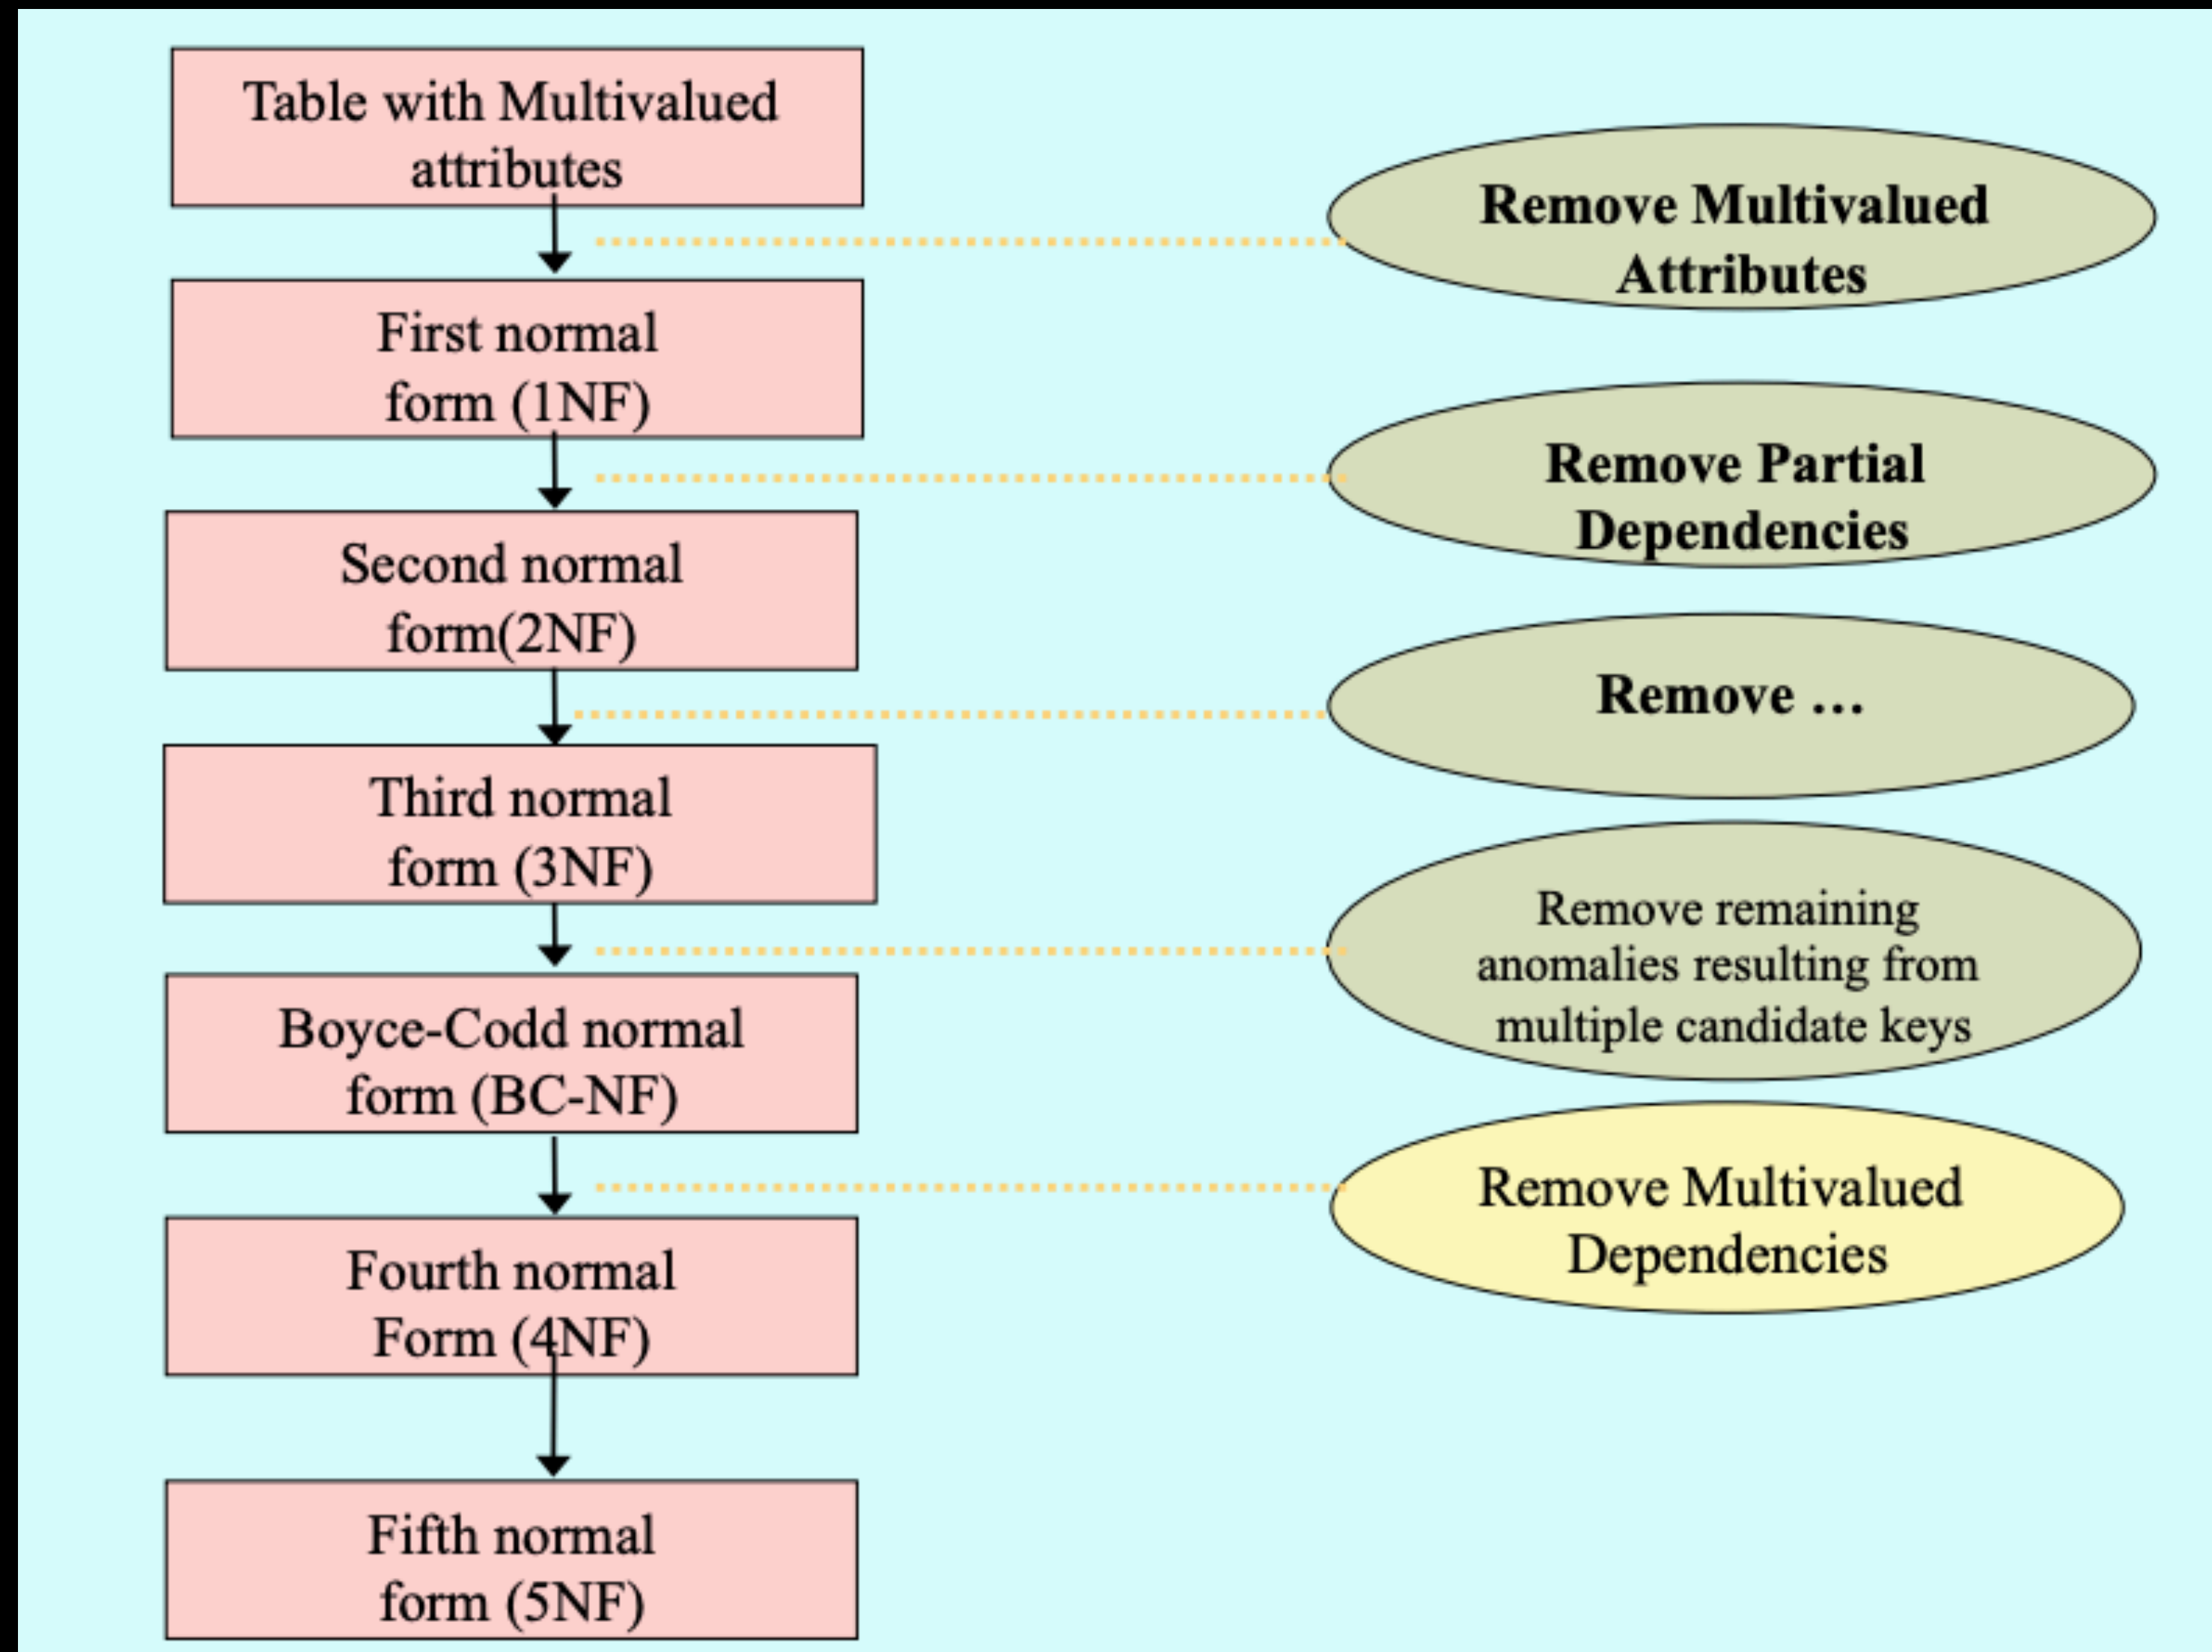 Table with Multivalued
attributes
Remove Multivalued
Attributes
First normal
form (1NF)
Remove Partial
Dependencies
Second normal
form(2NF)
Remove …
Third normal
form (3NF)
Remove remaining
anomalies resulting from
multiple candidate keys
Boyce-Codd normal
form (BC-NF)
Remove Multivalued
Dependencies
Fourth normal
Form (4NF)
Fifth normal
form (5NF)